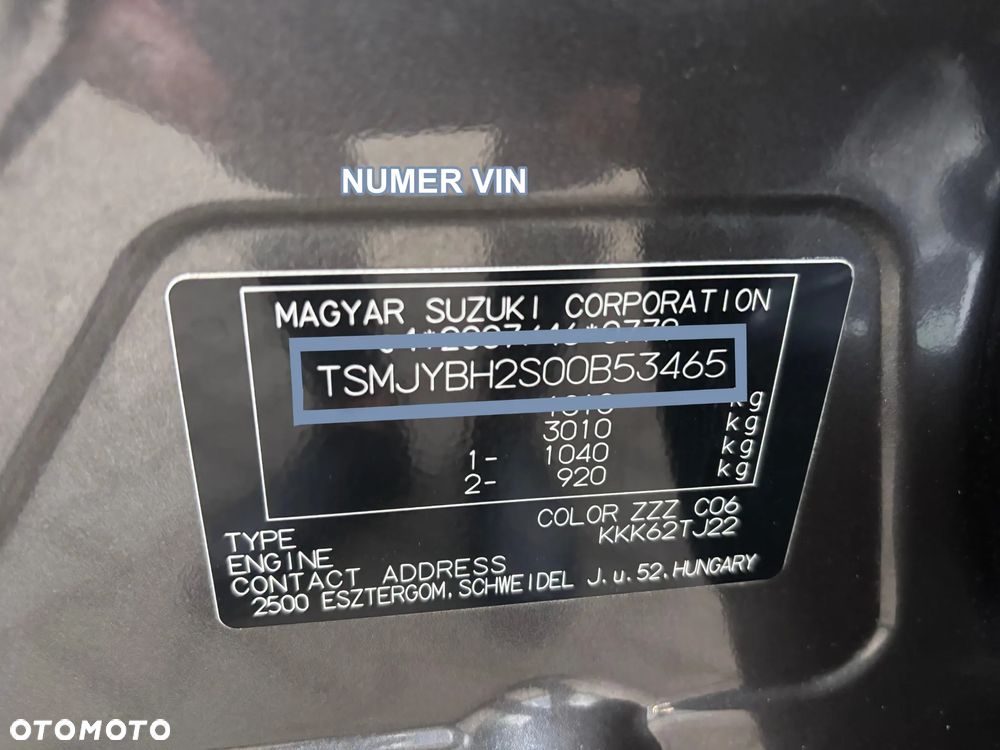 NUMER VIN
MAGYAR SUZUKI CORPORATION
TSMJYBH2S00B53465
kg
3010 kg
1- 1040 kg
2- 920 kg
COLOR ZZZ C06
TYPE KKK62TJ22
ENGINE
CONTACT ADDRESS
2500 ESZTERGOM, SCHWEIDEL J. u. 52. HUNGARY
OTOMOTO